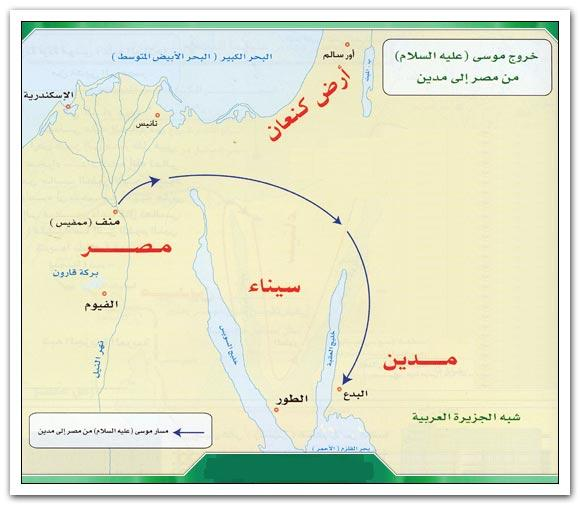 خروج موسى (عليه السلام)
من مصر إلى مدين
البحر الكبير ( البحر الأبيض المتوسط )
أور سالم
أرض كنعان
الإسكندرية
تانيس
منف ( ممفيس )
مصر
سيناء
بركة قارون
الفيوم
نهر النيل
خليج السويس
خليج العقبة
مدين
البدع
الطور
شبه الجزيرة العربية
مسار موسى (عليه السلام) من مصر إلى مدين
بحر القلزم ( الأحمر )